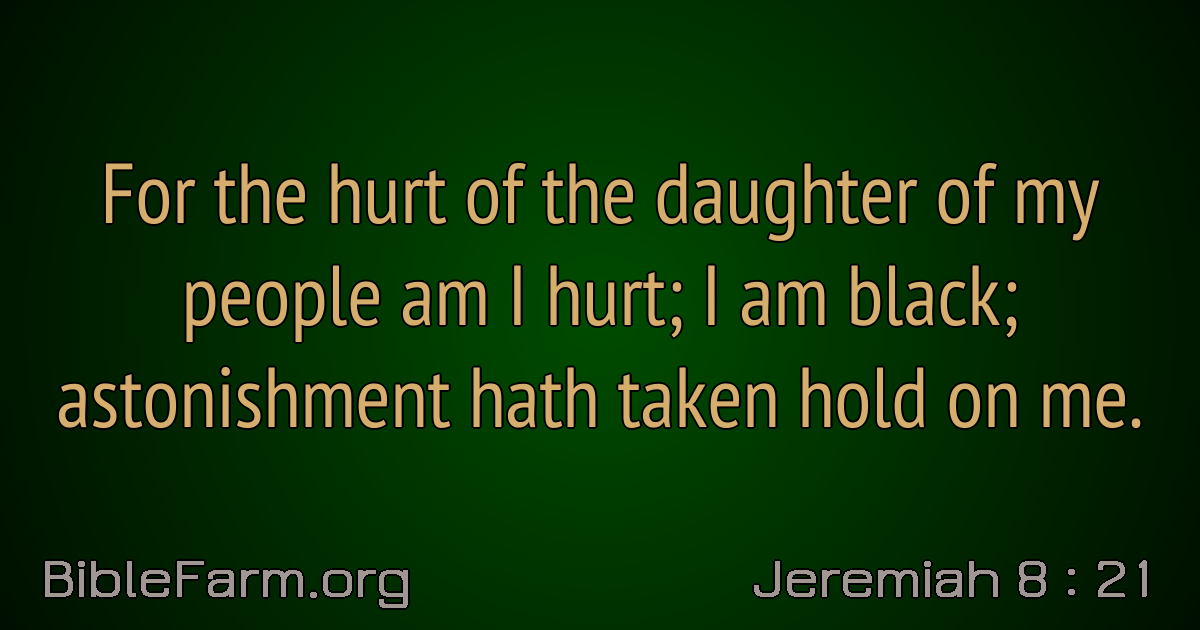 For the hurt of the daughter of my
people am I hurt; I am black;
astonishment hath taken hold on me.
BibleFarm.org
Jeremiah 8 : 21